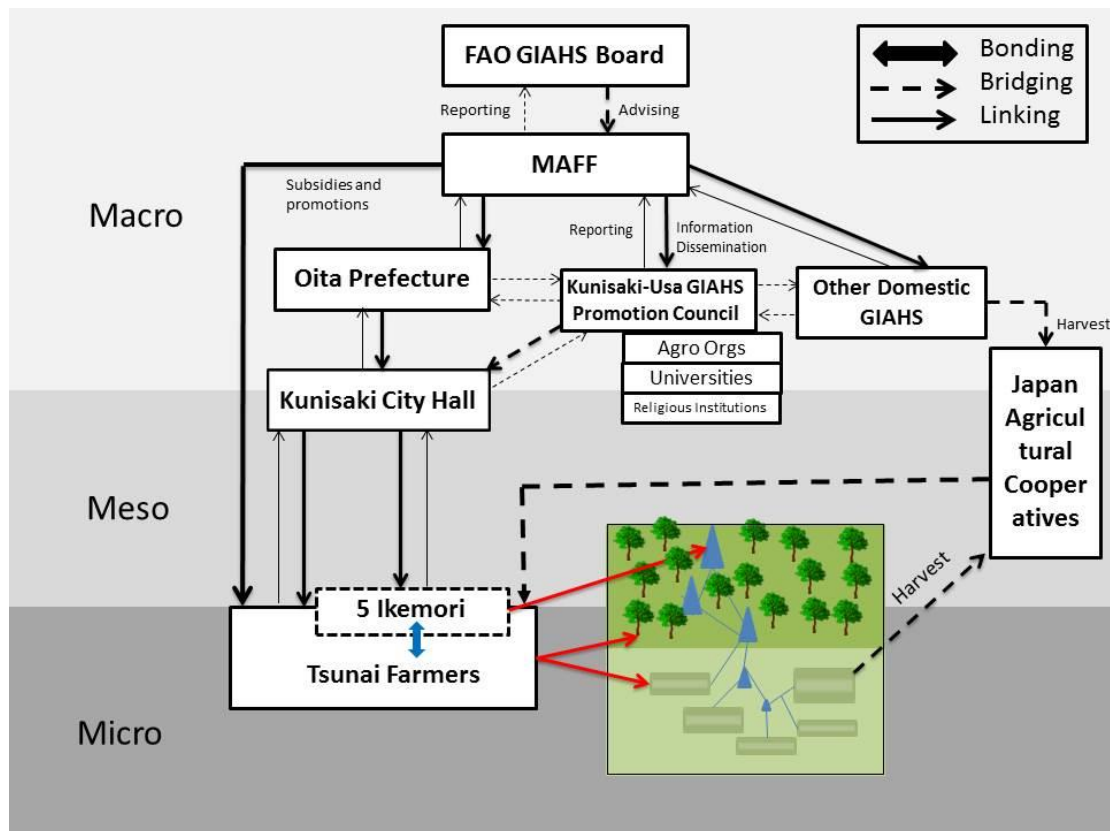 FAO GIAHS Board
Bonding
Bridging
Linking
Reporting
Advising
MAFF
Subsidies and
promotions
Macro
Reporting
Information
Dissemination
Oita Prefecture
Kunisaki-Usa GIAHS
Promotion Council
Other Domestic
GIAHS
Harvest
Agro Orgs
Universities
Religious Institutions
Kunisaki City Hall
Japan
Agricul
tural
Cooper
atives
Meso
Harvest
5 Ikemori
Tsunai Farmers
Micro